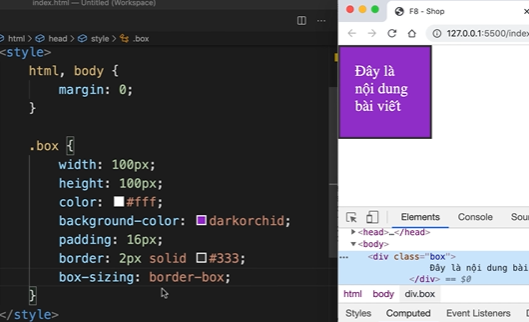 index.html — Untitled (Workspace)
index.html
html
head
style
.box
<style>
html, body {
margin: 0;
}
.box {
width: 100px;
height: 100px;
color: #fff;
background-color: darkorchid;
padding: 16px;
border: 2px solid #333;
box-sizing: border-box;
}
</style>
F8 - Shop
127.0.0.1:5500/index
Đây là
nội dung
bài viết
Elements Console Sour
<head>…</head>
<body>
<div class="box">
Đây là nội dung bài
</div> == $0
html body div.box
Styles Computed Event Listeners